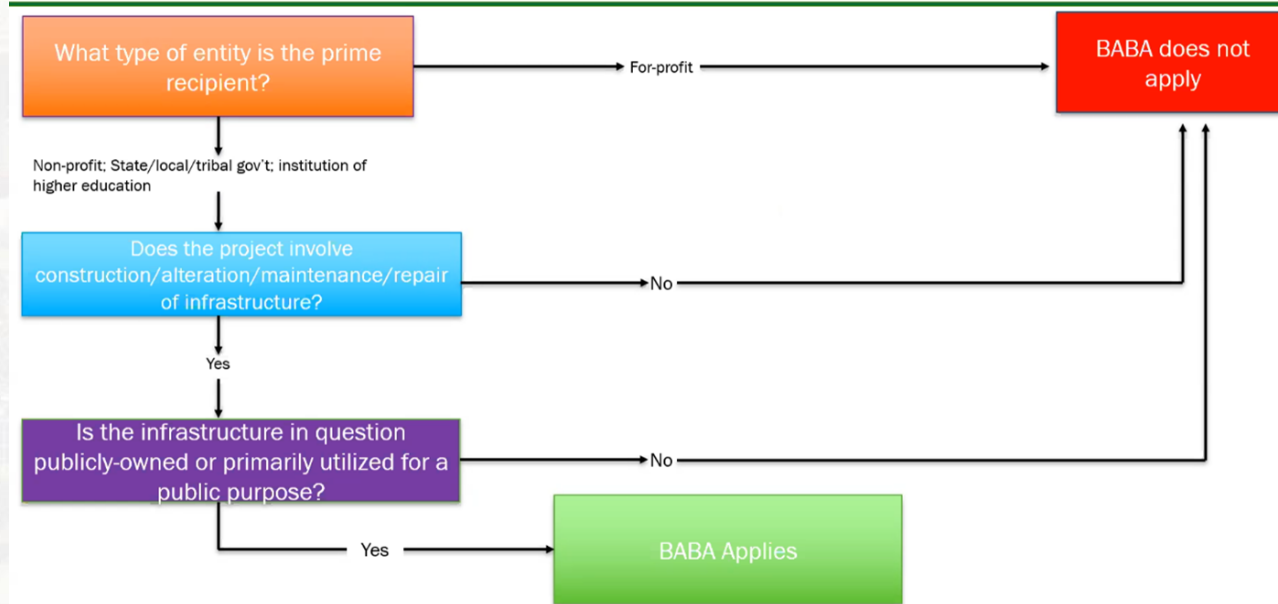 What type of entity is the prime
recipient?
For-profit
BABA does not
apply
Non-profit; State/local/tribal gov't; institution of
higher education
Does the project involve
construction/alteration/maintenance/repair
of infrastructure?
No
Yes
Is the infrastructure in question
publicly-owned or primarily utilized for a
public purpose?
No
Yes
BABA Applies